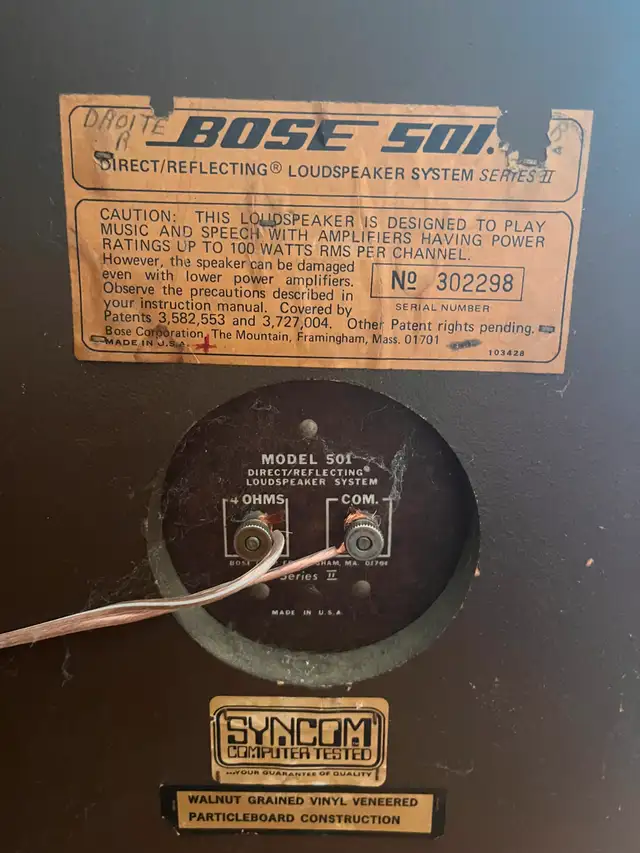 DROITE
R
BOSE 501
DIRECT/REFLECTING® LOUDSPEAKER SYSTEM SERIES II
CAUTION: THIS LOUDSPEAKER IS DESIGNED TO PLAY
MUSIC AND SPEECH WITH AMPLIFIERS HAVING POWER
RATINGS UP TO 100 WATTS RMS PER CHANNEL.
However, the speaker can be damaged
even with lower power amplifiers.
Observe the precautions described in
your instruction manual. Covered by
Patents 3,582,553 and 3,727,004. Other Patent rights pending.
Nº 302298
SERIAL NUMBER
Bose Corporation, The Mountain, Framingham, Mass. 01701
MADE IN U.S.A.
103428
MODEL 501
DIRECT/REFLECTING®
LOUDSPEAKER SYSTEM
4 OHMS
COM.
BOSE MA. 01701
Series II
MADE IN U.S.A.
SYNCOM
COMPUTER TESTED
...YOUR GUARANTEE OF QUALITY
WALNUT GRAINED VINYL VENEERED
PARTICLEBOARD CONSTRUCTION